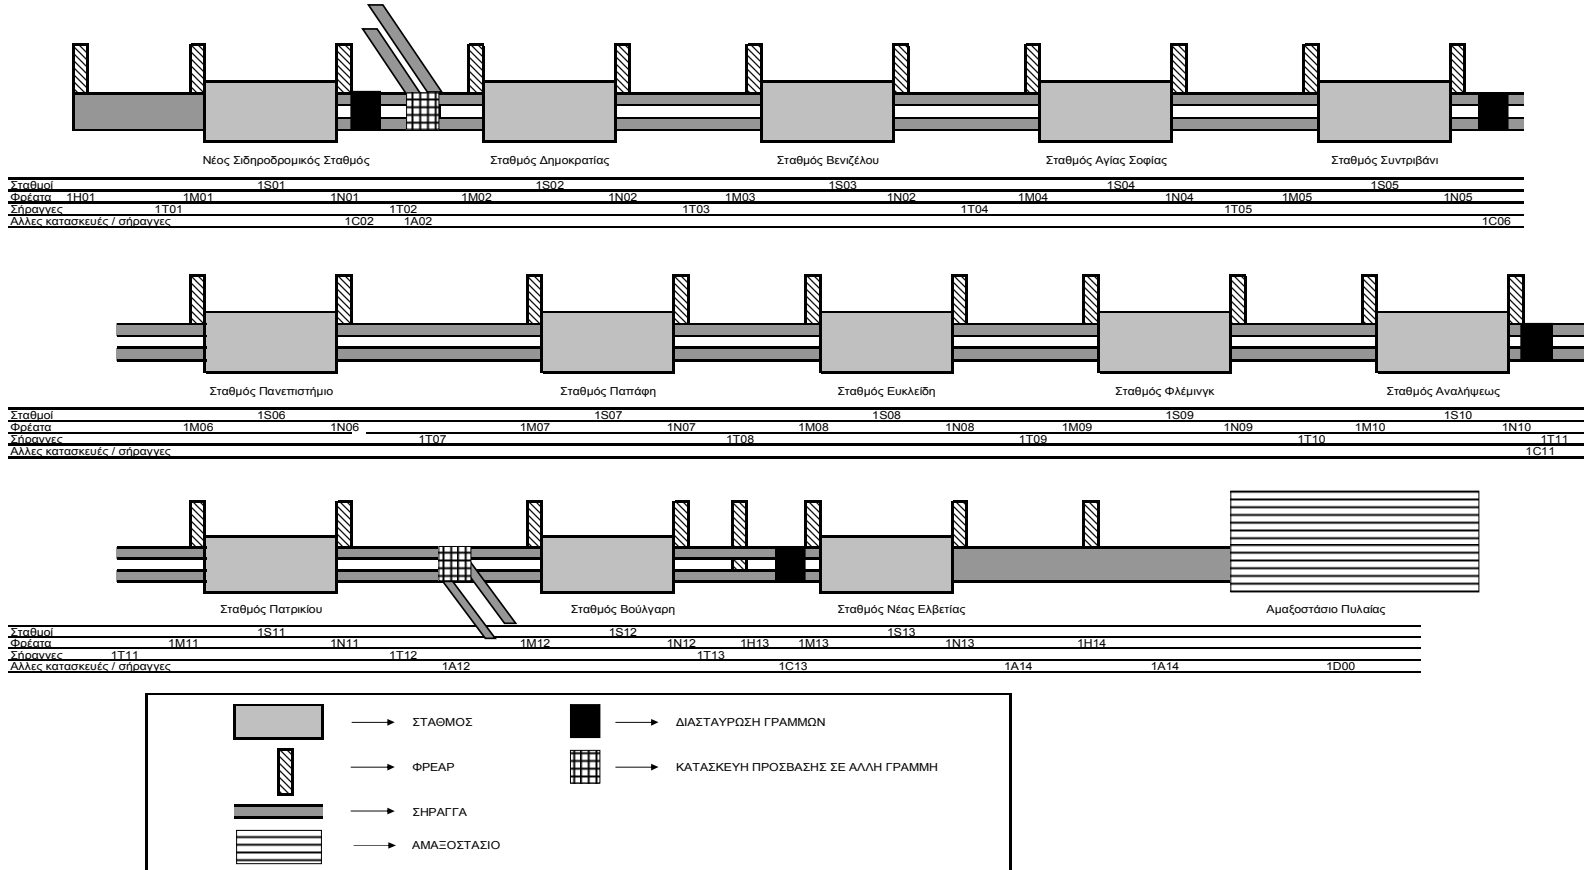 Νέος Σιδηροδρομικός Σταθμός Σταθμός Δημοκρατίας Σταθμός Βενιζέλου Σταθμός Αγίας Σοφίας Σταθμός Συντριβάνι
Σταθμοί 1S01 1S02 1S03 1S04 1S05
Φρέατα 1H01 1M01 1N01 1M02 1N02 1M03 1N02 1M04 1N04 1M05 1N05
Σήραγγες 1T01 1T02 1T03 1T04 1T05
Αλλες κατασκευές / σήραγγες 1C02 1A02 1C06
Σταθμός Πανεπιστήμιο Σταθμός Παπάφη Σταθμός Ευκλείδη Σταθμός Φλέμινγκ Σταθμός Αναλήψεως
Σταθμοί 1S06 1S07 1S08 1S09 1S10
Φρέατα 1M06 1N06 1M07 1N07 1M08 1N08 1M09 1N09 1M10 1N10
Σήραγγες 1T07 1T08 1T09 1T10 1T11
Αλλες κατασκευές / σήραγγες 1C11
Σταθμός Πατρικίου Σταθμός Βούλγαρη Σταθμός Νέας Ελβετίας Αμαξοστάσιο Πυλαίας
Σταθμοί 1S11 1S12 1S13
Φρέατα 1M11 1N11 1M12 1N12 1H13 1M13 1N13 1H14
Σήραγγες 1T11 1T12 1T13
Αλλες κατασκευές / σήραγγες 1A12 1C13 1A14 1A14 1D00
ΣΤΑΘΜΟΣ ΔΙΑΣΤΑΥΡΩΣΗ ΓΡΑΜΜΩΝ
ΦΡΕΑΡ ΚΑΤΑΣΚΕΥΗ ΠΡΟΣΒΑΣΗΣ ΣΕ ΑΛΛΗ ΓΡΑΜΜΗ
ΣΗΡΑΓΓΑ
ΑΜΑΞΟΣΤΑΣΙΟ